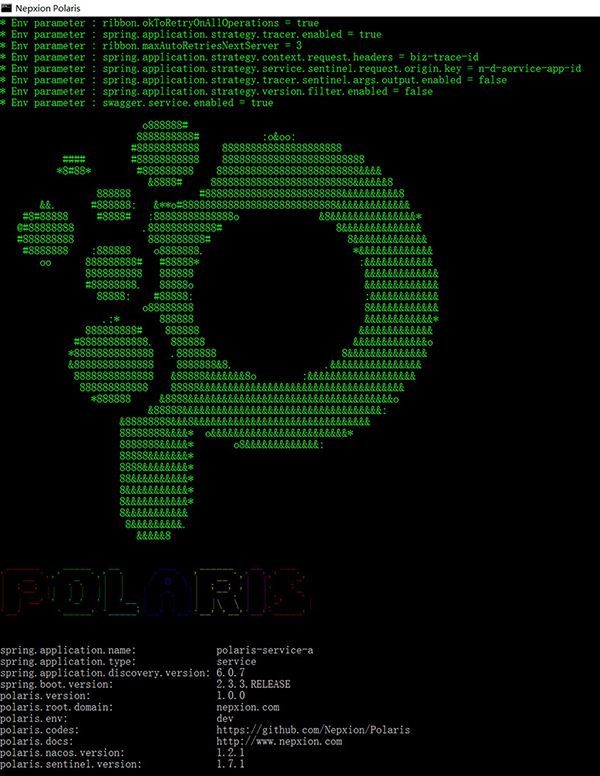 Nepxion Polaris
* Env parameter : ribbon.okToRetryOnAllOperations = true
* Env parameter : spring.application.strategy.tracer.enabled = true
* Env parameter : ribbon.maxAutoRetriesNextServer = 3
* Env parameter : spring.application.strategy.context.request.headers = biz-trace-id
* Env parameter : spring.application.strategy.service.sentinel.request.origin.key = n-d-service-app-id
* Env parameter : spring.application.strategy.tracer.sentinel.args.output.enabled = false
* Env parameter : spring.application.strategy.version.filter.enabled = false
* Env parameter : swagger.service.enabled = true
POLARIS
spring.application.name: polaris-service-a
spring.application.type: service
spring.application.discovery.version: 6.0.7
spring.boot.version: 2.3.3.RELEASE
polaris.version: 1.0.0
polaris.root.domain: nepxion.com
polaris.env: dev
polaris.codes: https://github.com/Nepxion/Polaris
polaris.docs: http://www.nepxion.com
polaris.nacos.version: 1.2.1
polaris.sentinel.version: 1.7.1